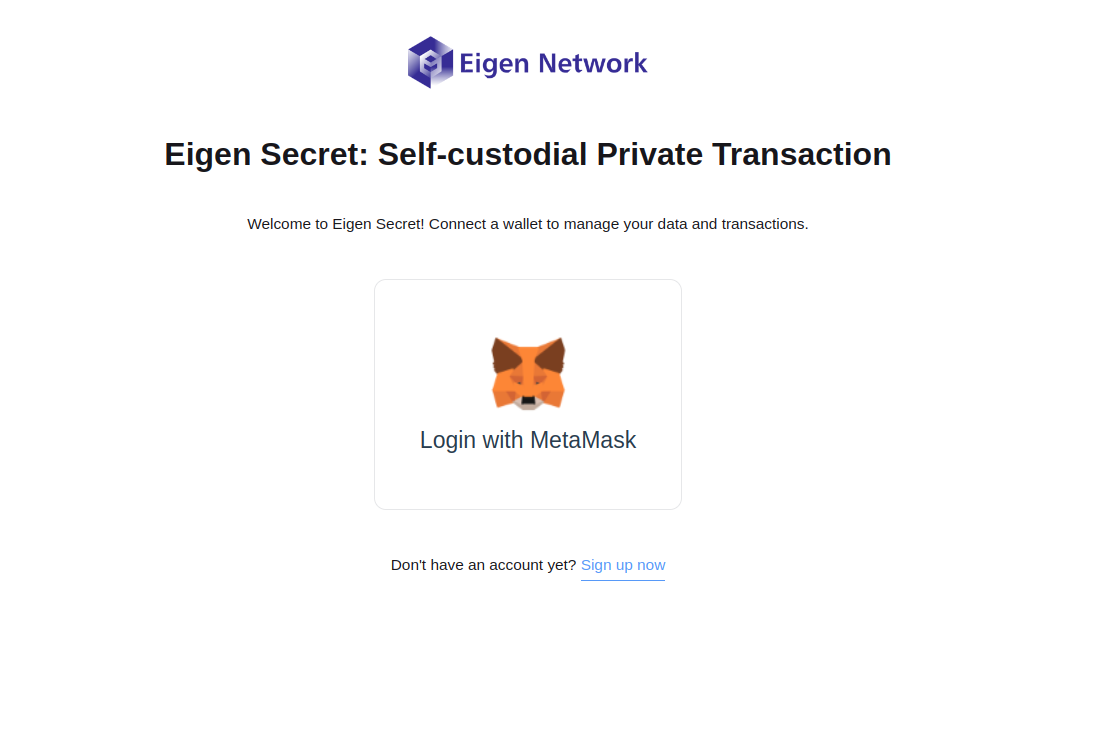 Eigen Network
Eigen Secret: Self-custodial Private Transaction
Welcome to Eigen Secret! Connect a wallet to manage your data and transactions.
Login with MetaMask
Don't have an account yet? Sign up now